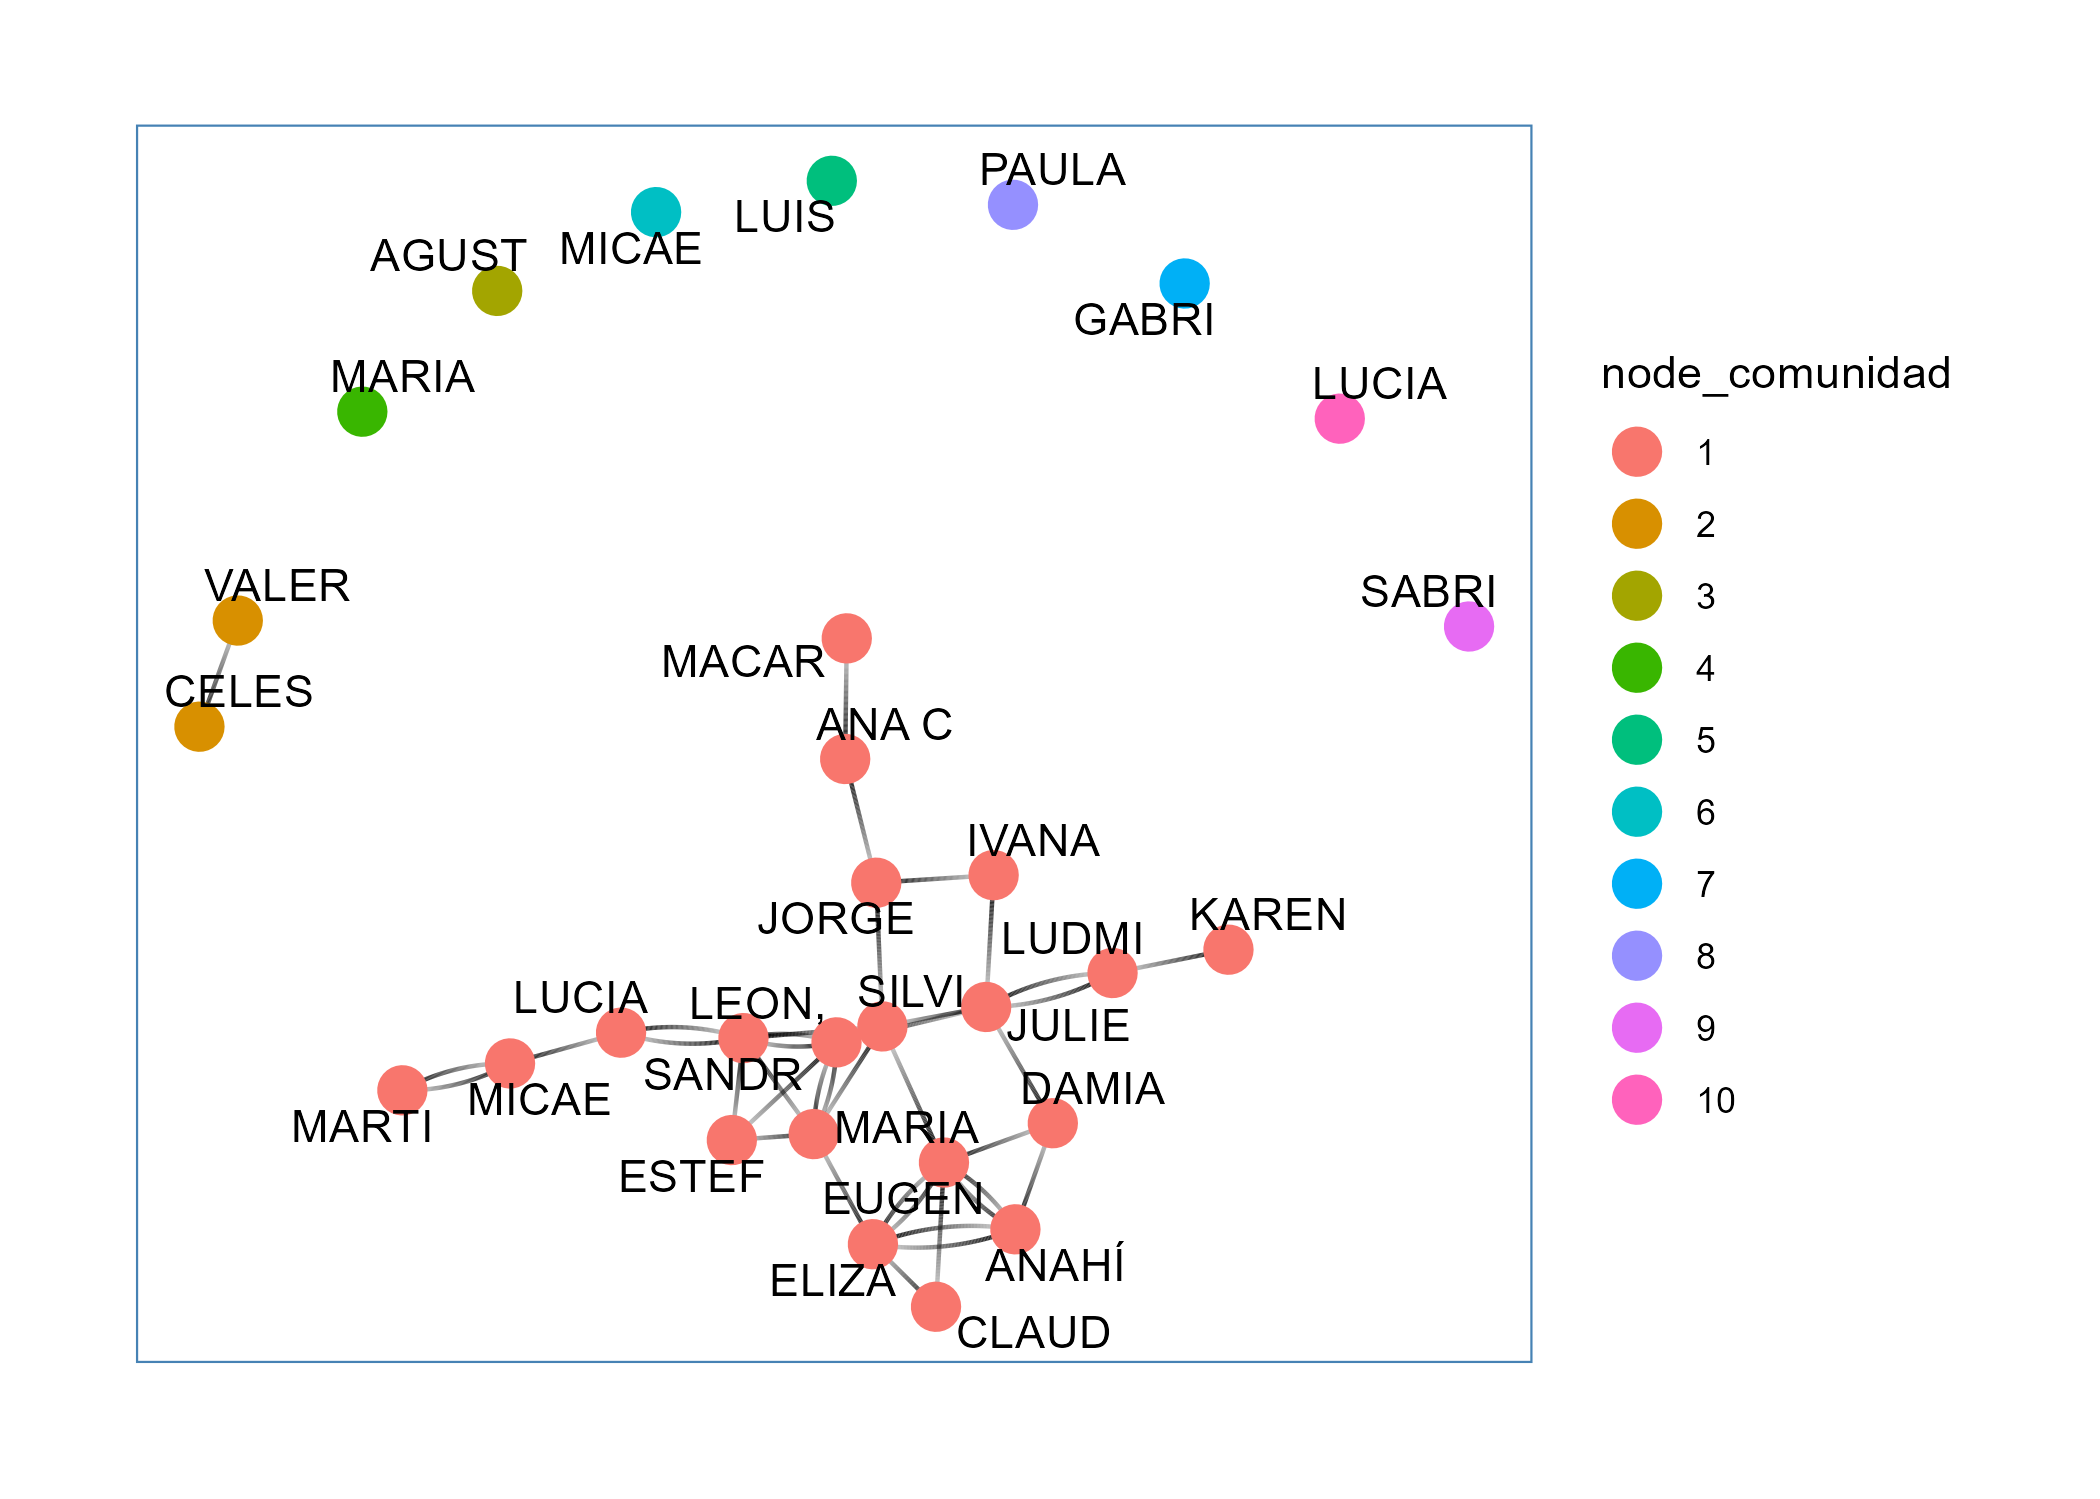 PAULA
LUIS
MICAE
AGUST
GABRI
MARIA
LUCIA
VALER
SABRI
CELES
MACAR
ANA C
IVANA
JORGE
KAREN
LUDMI
LUCIA
LEON,
SILVI
JULIE
SANDR
MICAE
DAMIA
MARTI
MARIA
ESTEF
EUGEN
ANAHÍ
ELIZA
CLAUD
node_comunidad
1
2
3
4
5
6
7
8
9
10